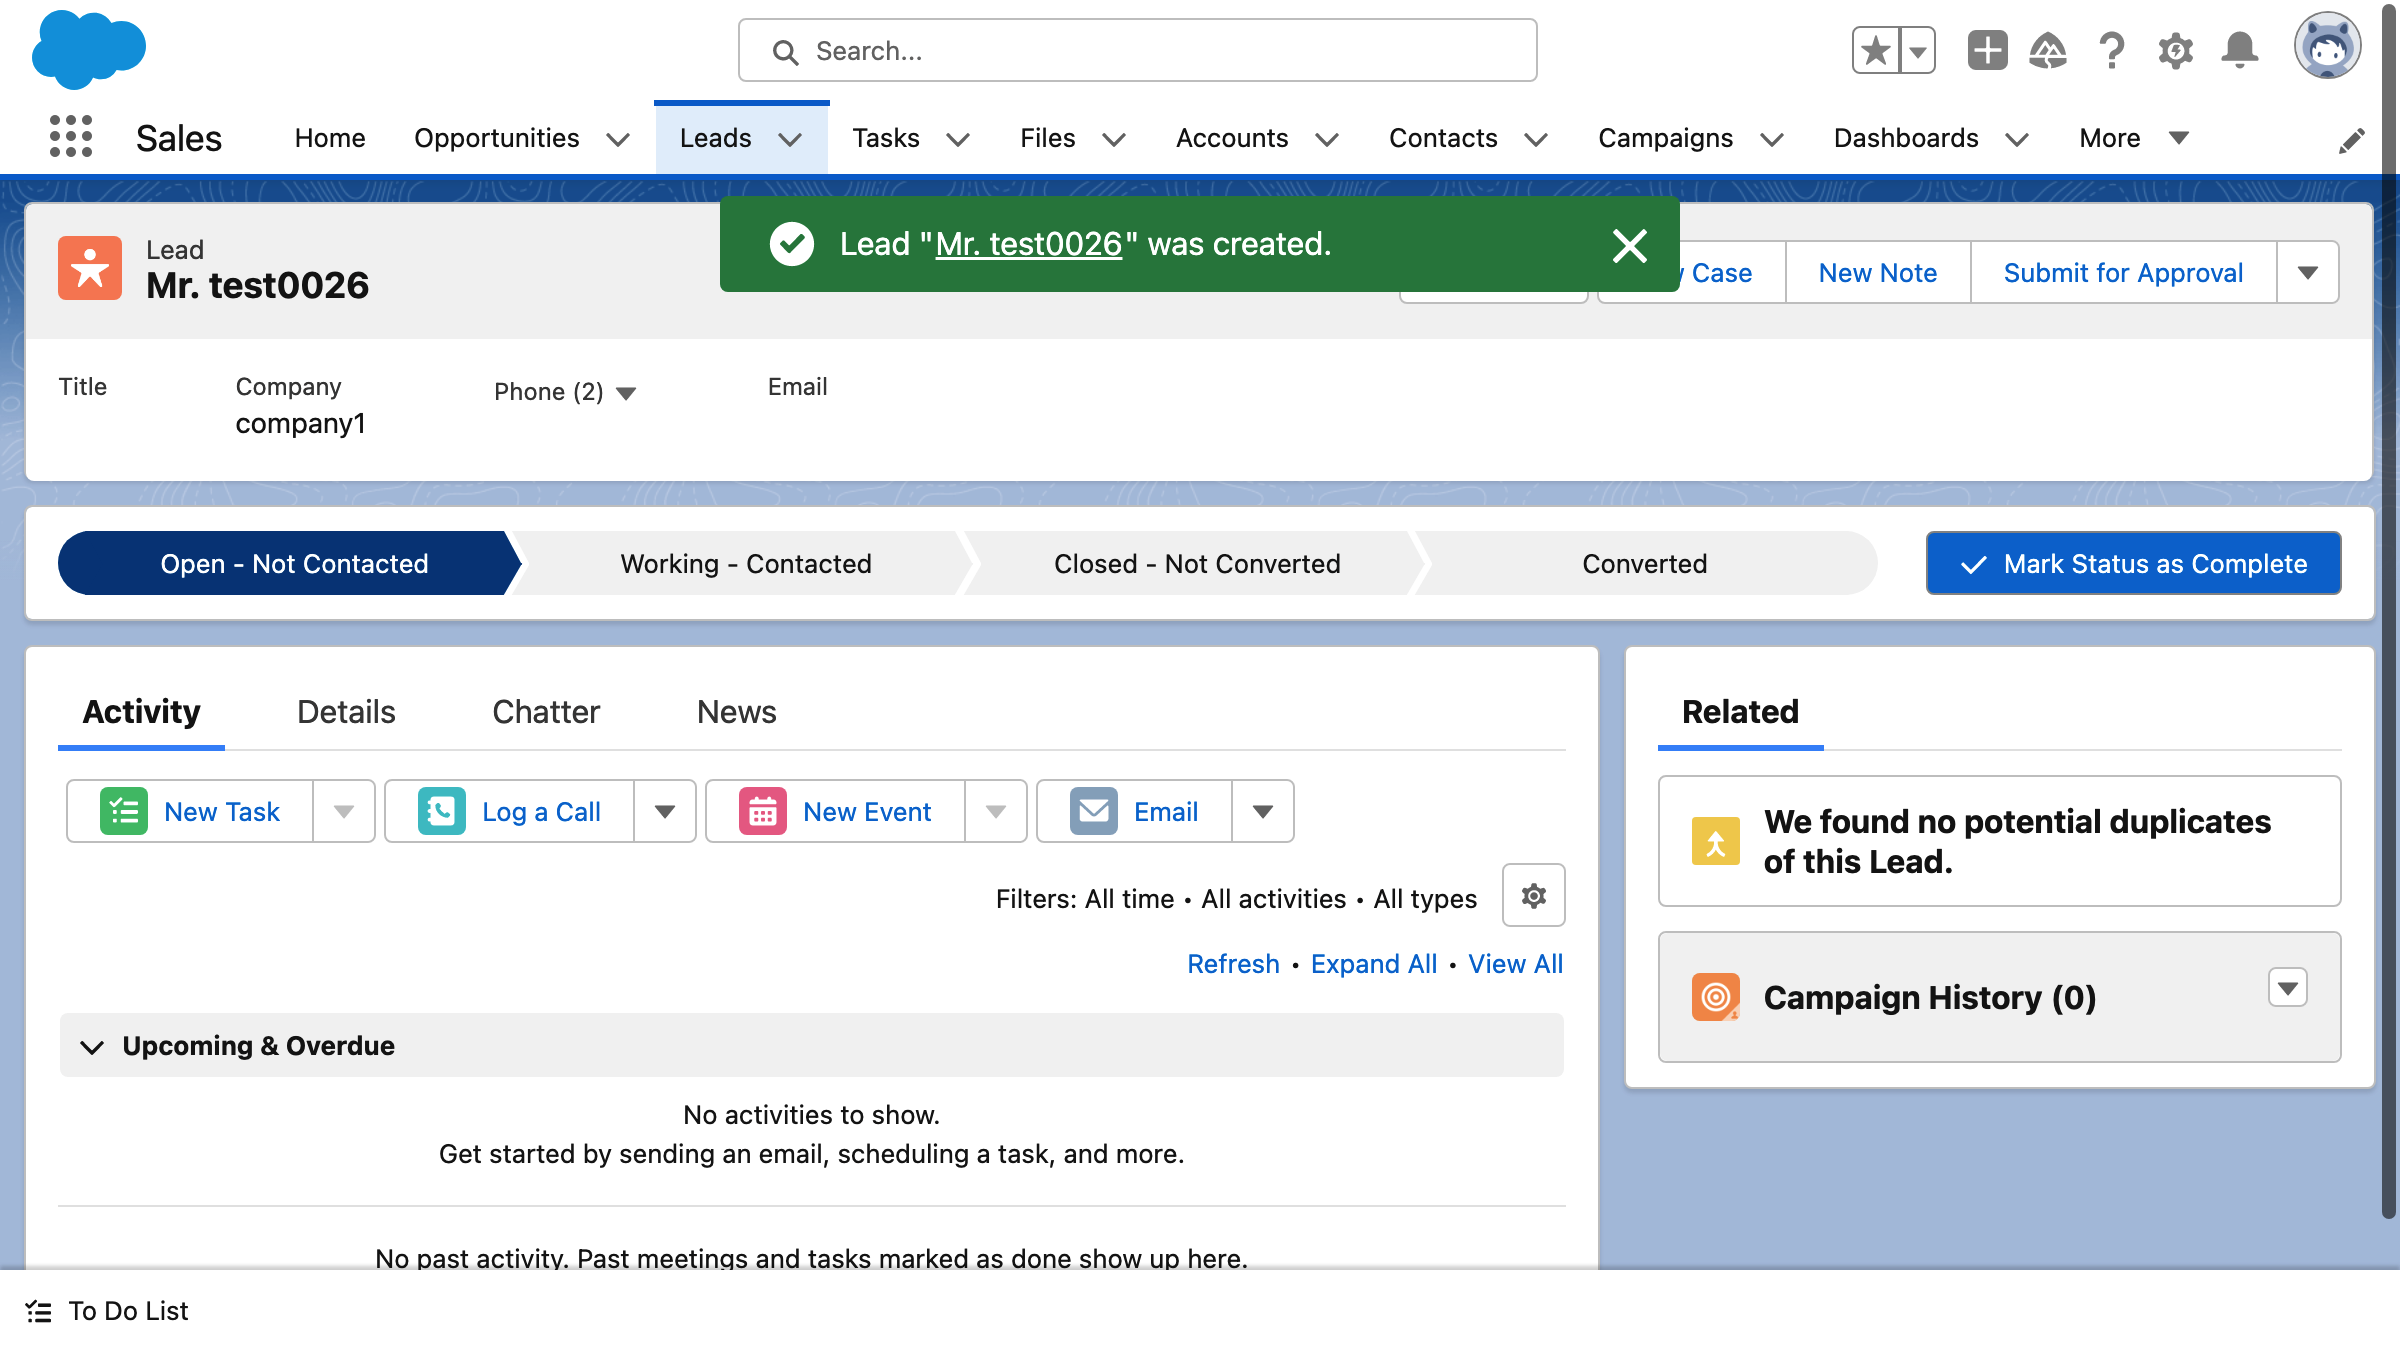 Search...
Sales
Home
Opportunities
Leads
Tasks
Files
Accounts
Contacts
Campaigns
Dashboards
More
Lead "Mr. test0026" was created.
Lead
Mr. test0026
Case
New Note
Submit for Approval
Title
Company
company1
Phone (2)
Email
Open - Not Contacted
Working - Contacted
Closed - Not Converted
Converted
Mark Status as Complete
Activity
Details
Chatter
News
New Task
Log a Call
New Event
Email
Filters: All time • All activities • All types
Refresh • Expand All • View All
Upcoming & Overdue
No activities to show.
Get started by sending an email, scheduling a task, and more.
No past activity. Past meetings and tasks marked as done show up here.
Related
We found no potential duplicates
of this Lead.
Campaign History (0)
To Do List